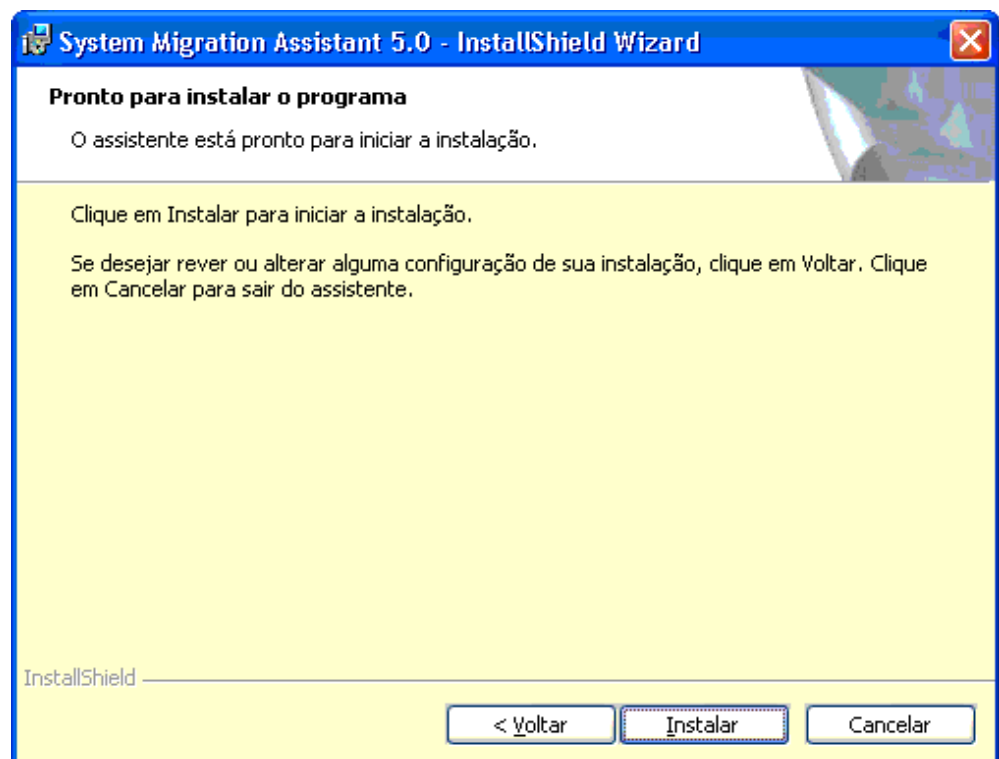 System Migration Assistant 5.0 - InstallShield Wizard
Pronto para instalar o programa
O assistente está pronto para iniciar a instalação.
Clique em Instalar para iniciar a instalação.
Se desejar rever ou alterar alguma configuração de sua instalação, clique em Voltar. Clique
em Cancelar para sair do assistente.
InstallShield
< Voltar Instalar Cancelar